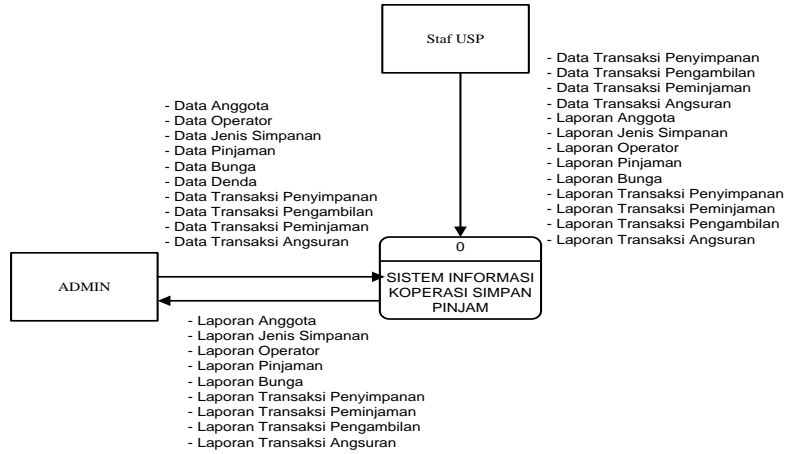 Staf USP
- Data Transaksi Penyimpanan
- Data Transaksi Pengambilan
- Data Transaksi Peminjaman
- Data Transaksi Angsuran
- Laporan Anggota
- Laporan Jenis Simpanan
- Laporan Operator
- Laporan Pinjaman
- Laporan Bunga
- Laporan Transaksi Penyimpanan
- Laporan Transaksi Peminjaman
- Laporan Transaksi Pengambilan
- Laporan Transaksi Angsuran
- Data Anggota
- Data Operator
- Data Jenis Simpanan
- Data Pinjaman
- Data Bunga
- Data Denda
- Data Transaksi Penyimpanan
- Data Transaksi Pengambilan
- Data Transaksi Peminjaman
- Data Transaksi Angsuran
ADMIN
0
SISTEM INFORMASI
KOPERASI SIMPAN
PINJAM
- Laporan Anggota
- Laporan Jenis Simpanan
- Laporan Operator
- Laporan Pinjaman
- Laporan Bunga
- Laporan Transaksi Penyimpanan
- Laporan Transaksi Peminjaman
- Laporan Transaksi Pengambilan
- Laporan Transaksi Angsuran